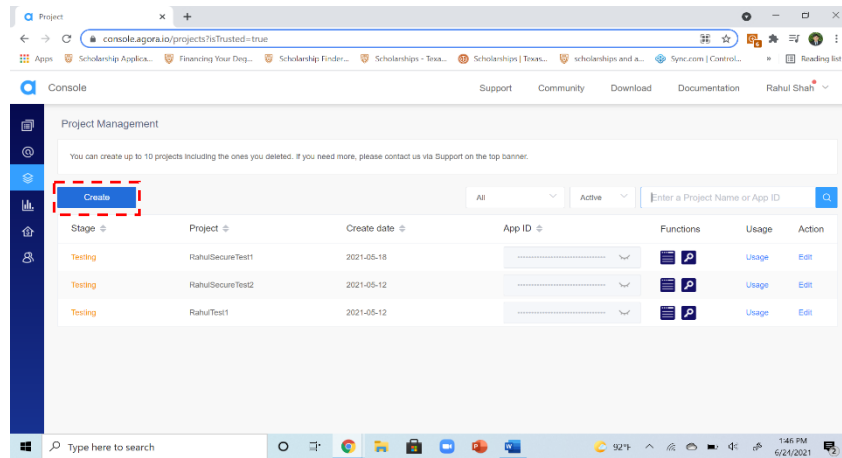 Project
console.agora.io/projects?isTrusted=true
Apps Scholarship Applica... Financing Your Deg... Scholarship Finder... Scholarships - Texa... Scholarships | Texas... scholarships and a... Sync.com | Control... » Reading list
Console Support Community Download Documentation Rahul Shah
Project Management
You can create up to 10 projects including the ones you deleted. If you need more, please contact us via Support on the top banner.
Create All Active Enter a Project Name or App ID
Stage Project Create date App ID Functions Usage Action
Testing RahulSecureTest1 2021-05-18 Usage Edit
Testing RahulSecureTest2 2021-05-12 Usage Edit
Testing RahulTest1 2021-05-12 Usage Edit
Type here to search 92°F 1:46 PM
6/24/2021